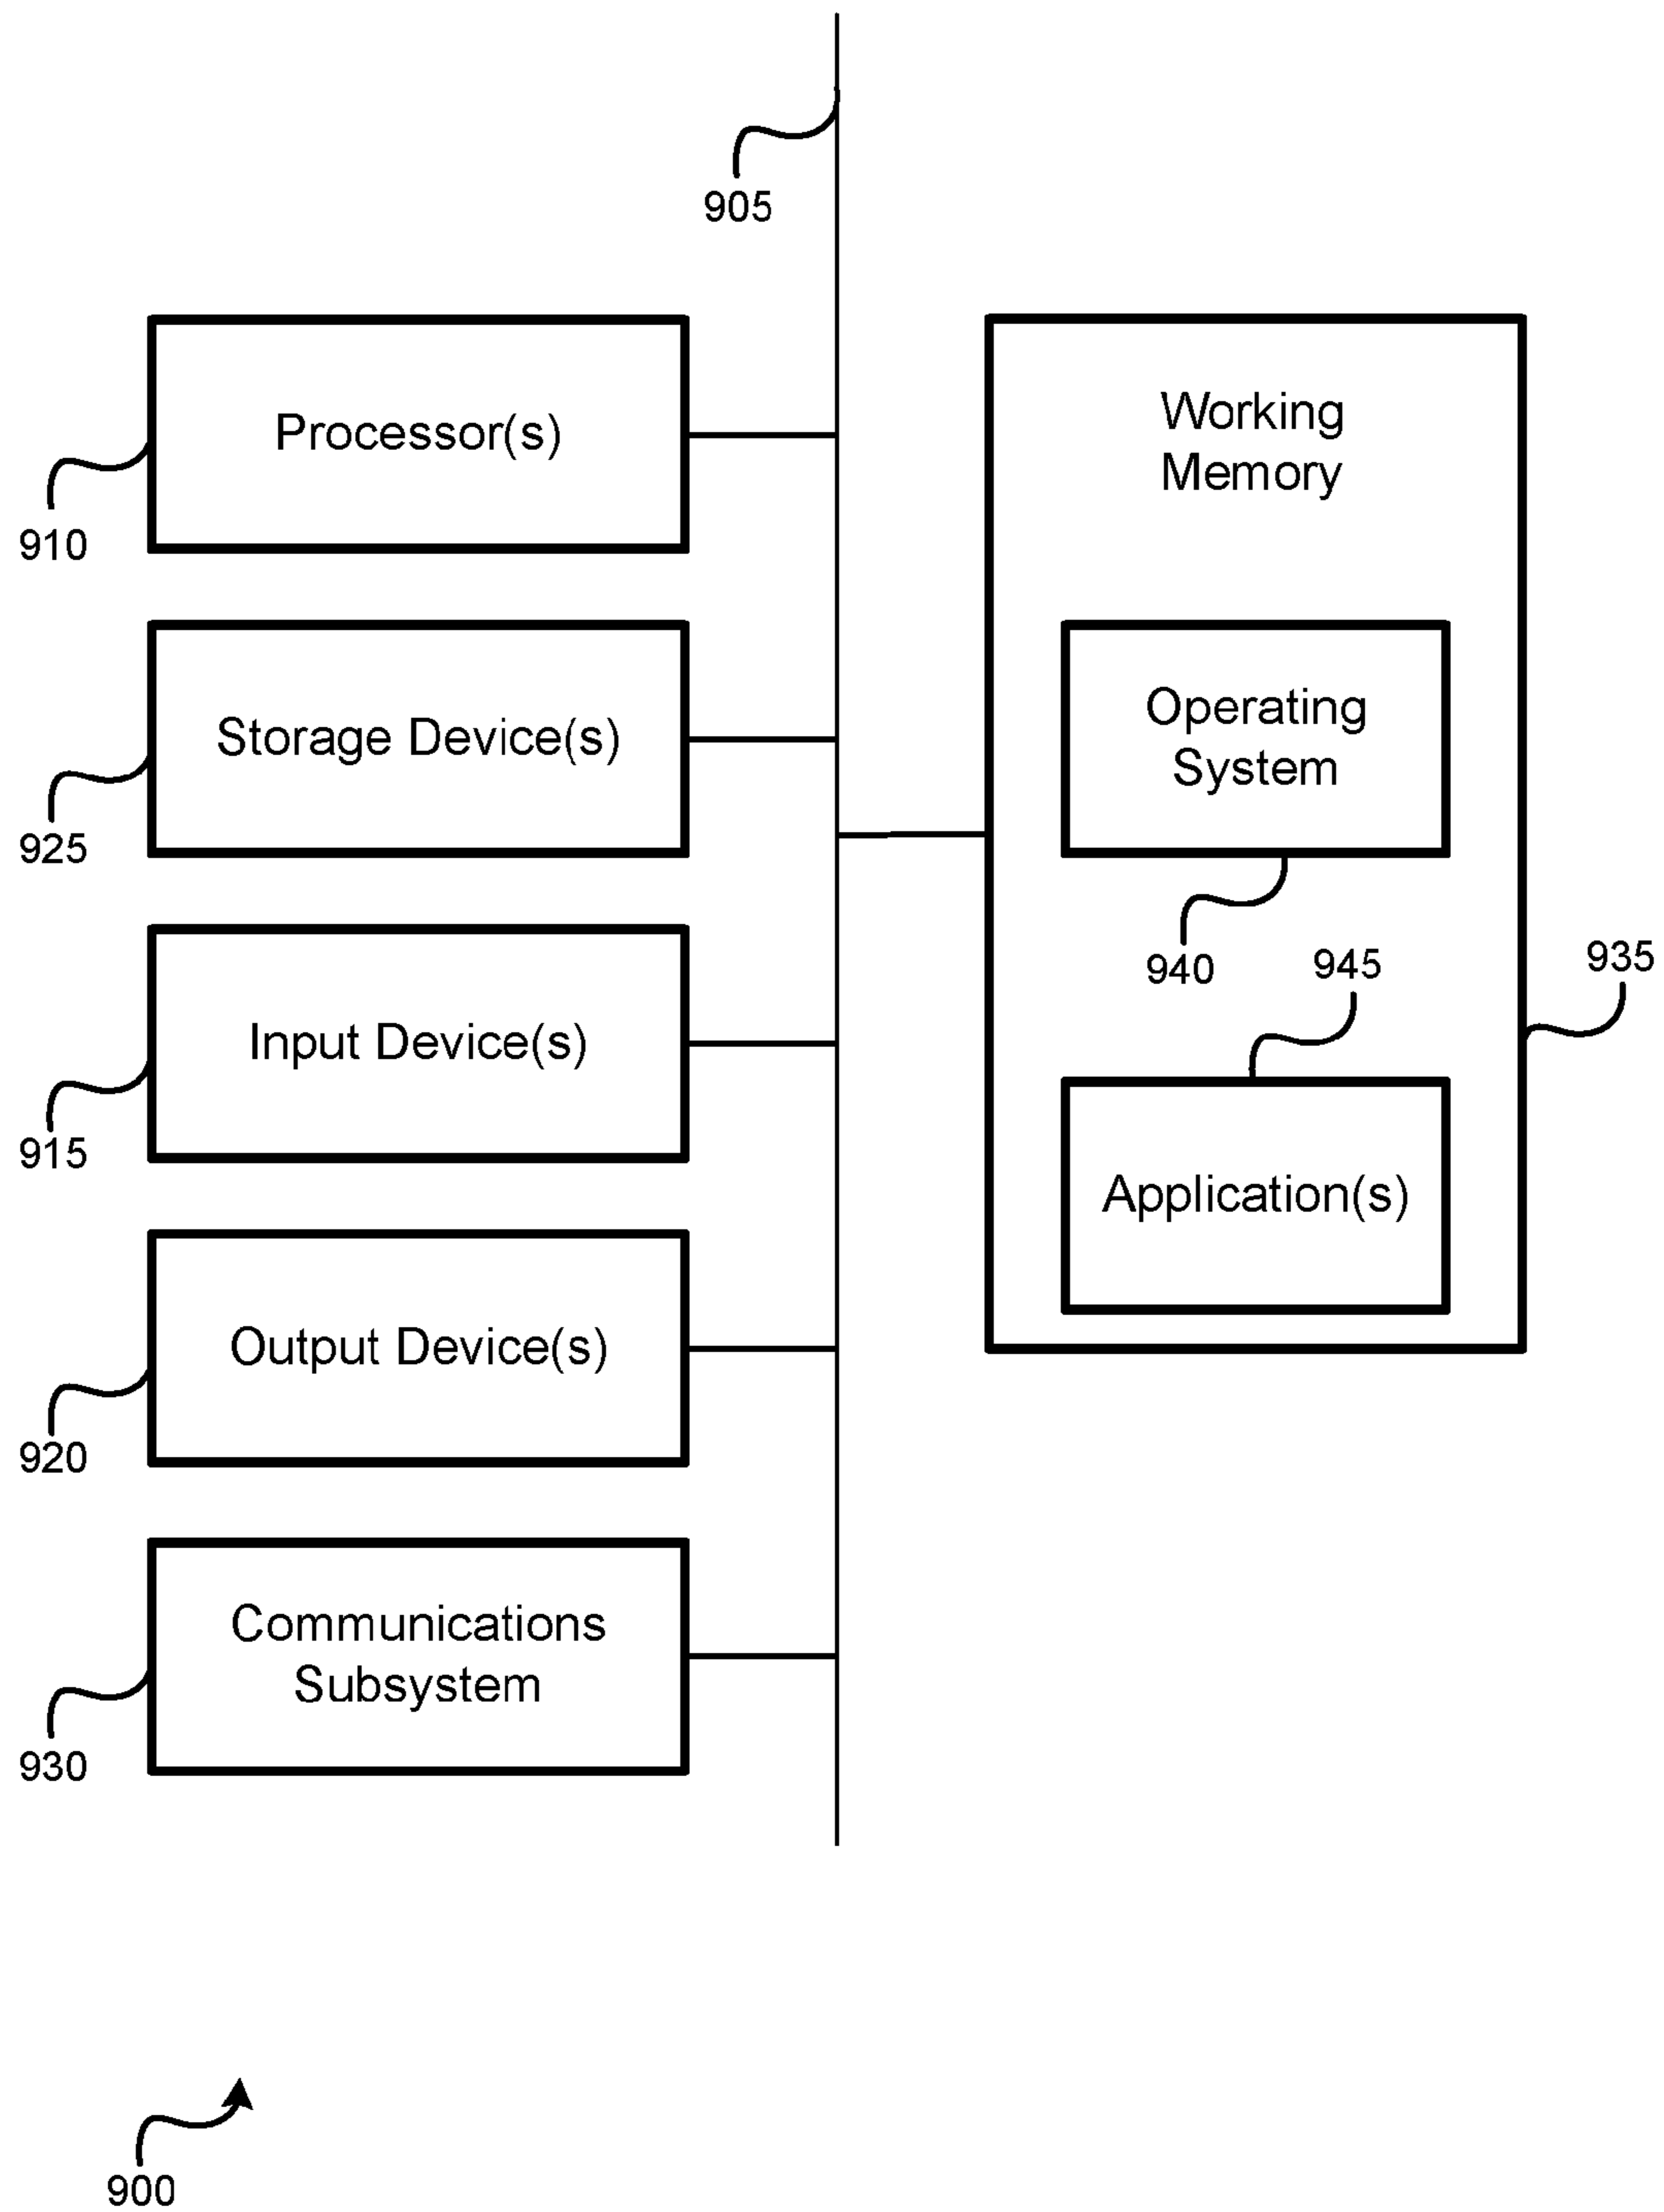 905
Processor(s)
910
Storage Device(s)
925
Input Device(s)
915
Output Device(s)
920
Communications
Subsystem
930
Working
Memory
Operating
System
940
945
935
Application(s)
900